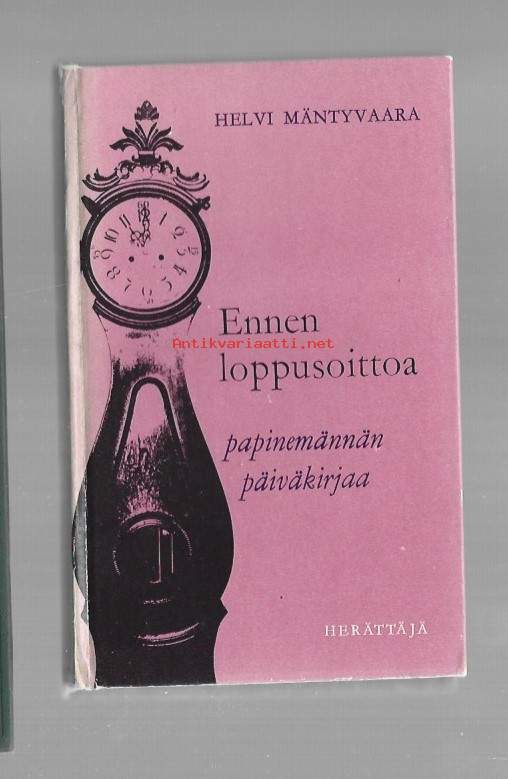 HELVI MÄNTYVAARA
Ennen
Antikvariaatti.net
loppusoittoa
papinemännän
päiväkirjaa
HERÄTTÄJÄ